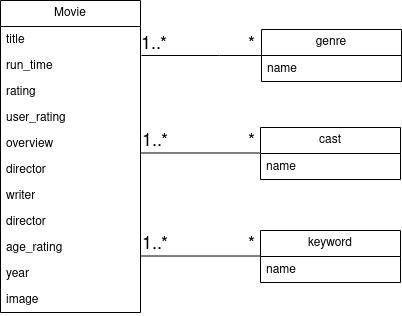 Movie
title
run_time
rating
user_rating
overview
director
writer
director
age_rating
year
image
1..* *
genre
name
1..* *
cast
name
1..* *
keyword
name